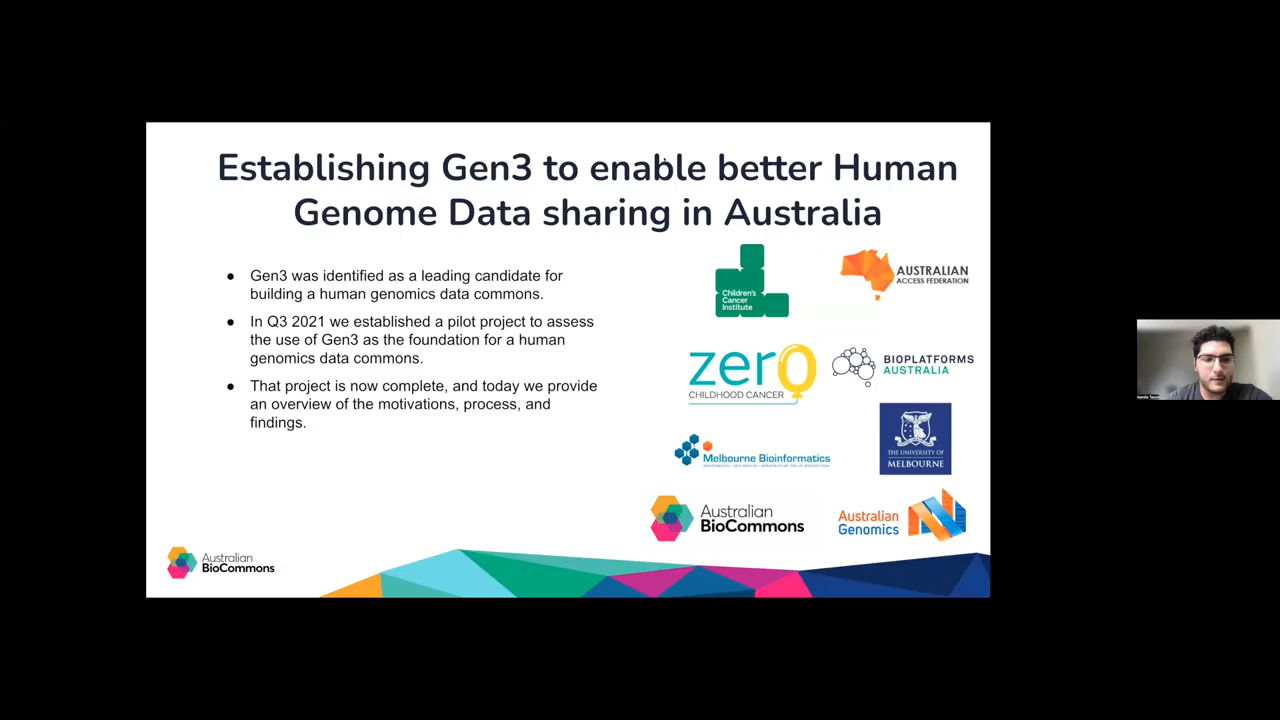 Establishing Gen3 to enable better Human
Genome Data sharing in Australia
● Gen3 was identified as a leading candidate for
building a human genomics data commons.
● In Q3 2021 we established a pilot project to assess
the use of Gen3 as the foundation for a human
genomics data commons.
● That project is now complete, and today we provide
an overview of the motivations, process, and
findings.
Children's
Cancer
Institute
AUSTRALIAN
ACCESS FEDERATION
zero
CHILDHOOD CANCER
BIOPLATFORMS
AUSTRALIA
Melbourne Bioinformatics
THE UNIVERSITY OF
MELBOURNE
Australian
BioCommons
Australian
Genomics
Australian
BioCommons